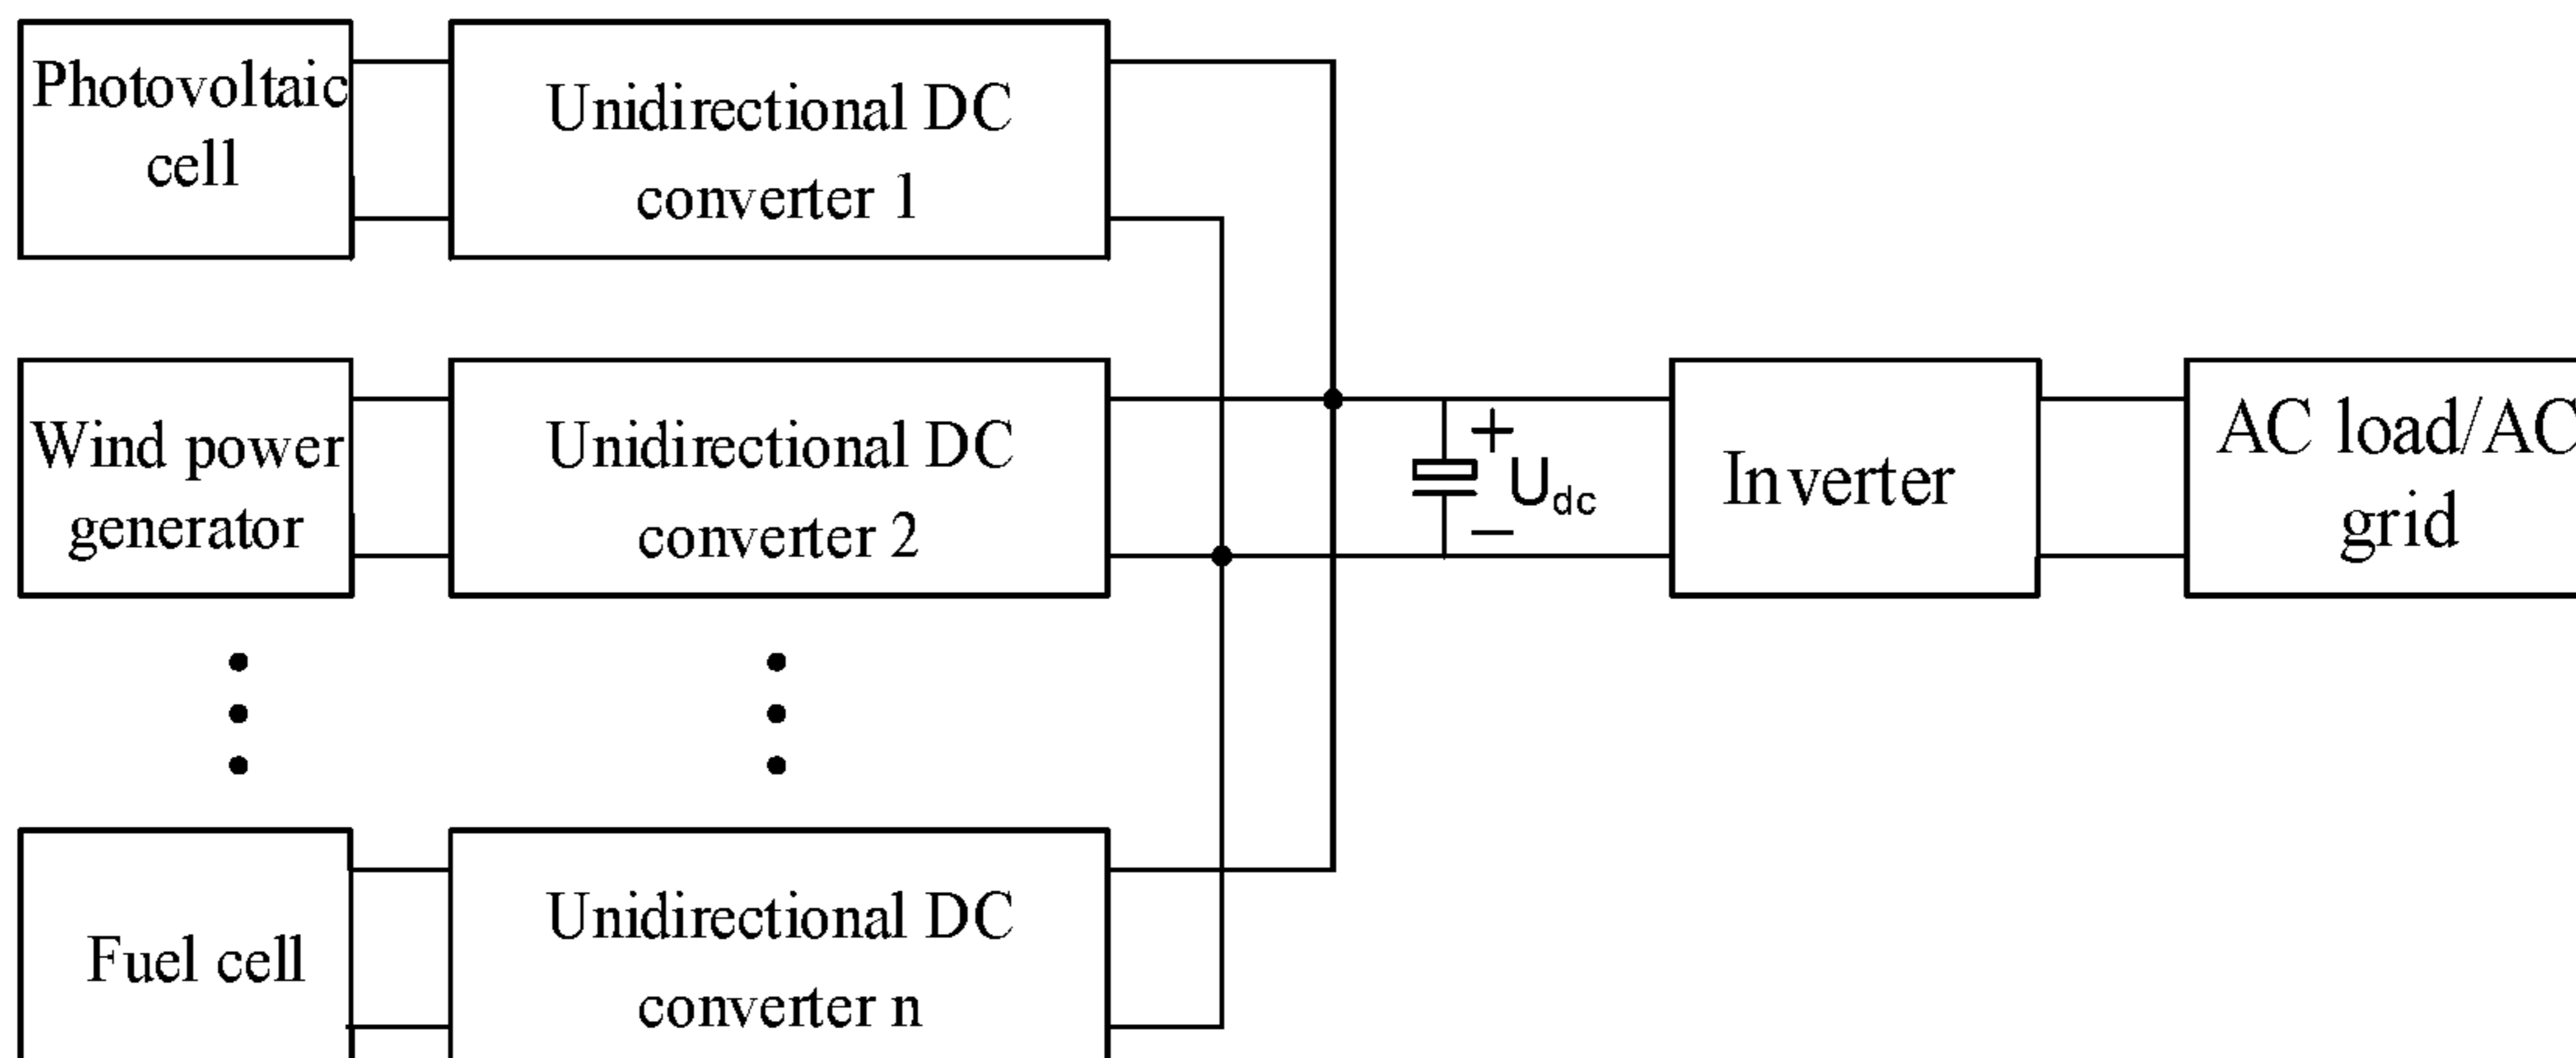 Photovoltaic
cell
Unidirectional DC
converter 1
Wind power
generator
Unidirectional DC
converter 2
+
U_dc
−
Inverter
AC load/AC
grid
Fuel cell
Unidirectional DC
converter n